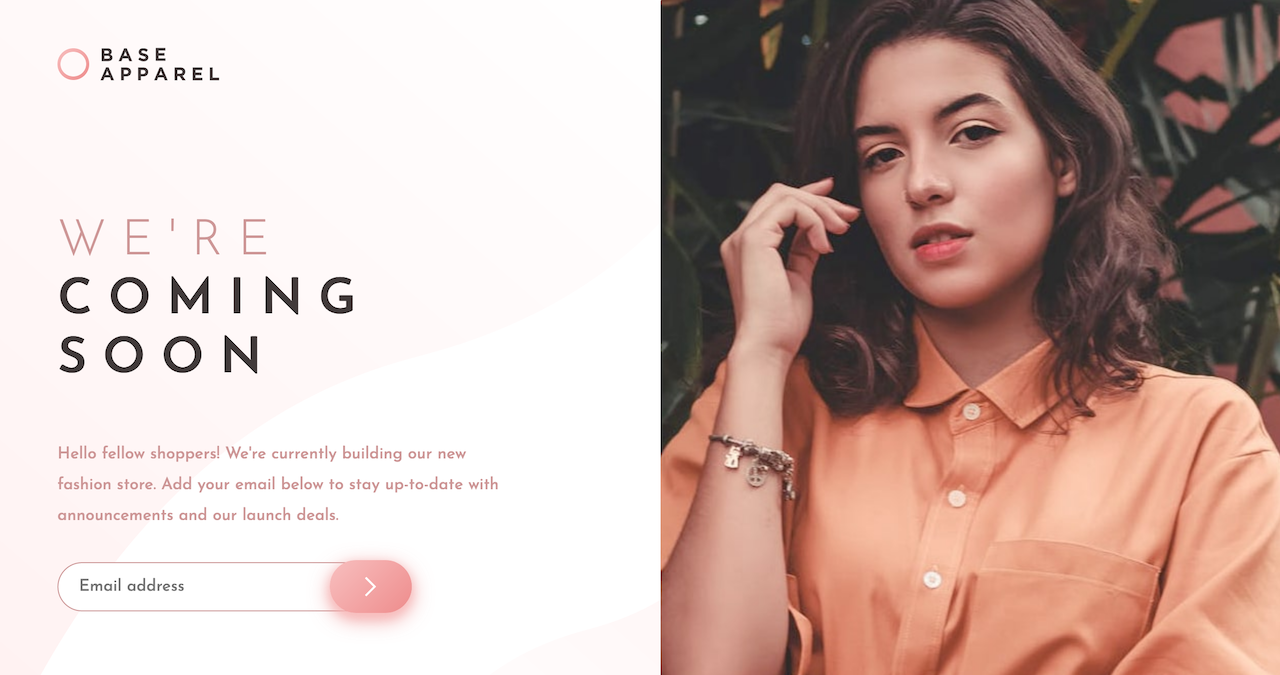 BASE
APPAREL
WE'RE
COMING
SOON
Hello fellow shoppers! We're currently building our new
fashion store. Add your email below to stay up-to-date with
announcements and our launch deals.
Email address